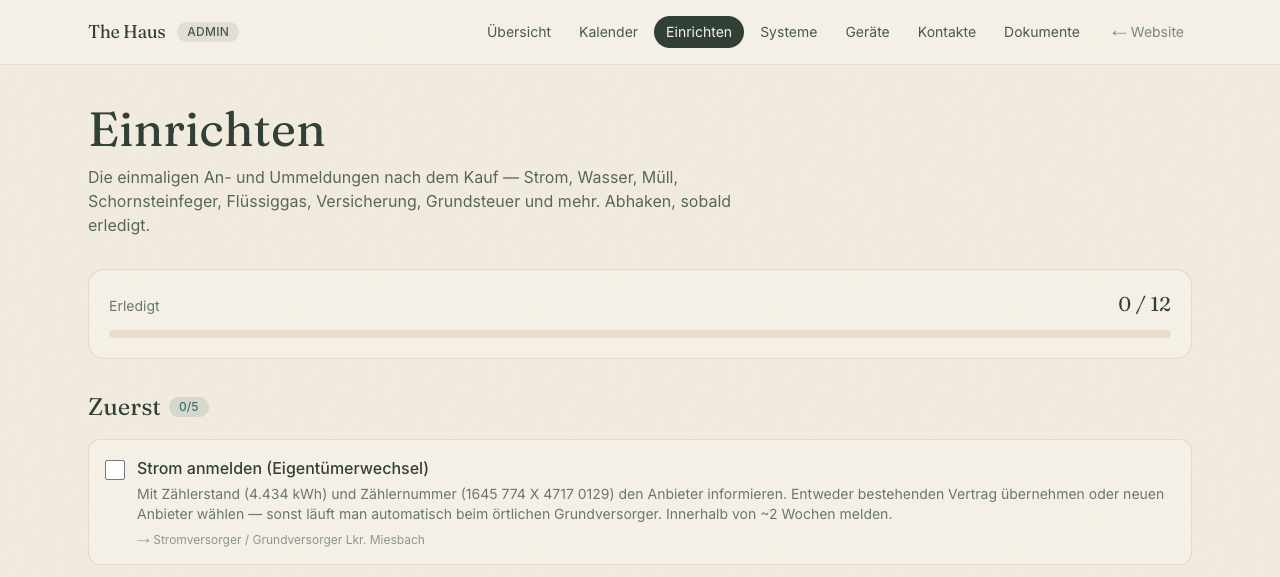 The Haus ADMIN Übersicht Kalender Einrichten Systeme Geräte Kontakte Dokumente ← Website
Einrichten
Die einmaligen An- und Ummeldungen nach dem Kauf — Strom, Wasser, Müll,
Schornsteinfeger, Flüssiggas, Versicherung, Grundsteuer und mehr. Abhaken, sobald
erledigt.
Erledigt 0 / 12
Zuerst 0/5
Strom anmelden (Eigentümerwechsel)
Mit Zählerstand (4.434 kWh) und Zählernummer (1645 774 X 4717 0129) den Anbieter informieren. Entweder bestehenden Vertrag übernehmen oder neuen
Anbieter wählen — sonst läuft man automatisch beim örtlichen Grundversorger. Innerhalb von ~2 Wochen melden.
→ Stromversorger / Grundversorger Lkr. Miesbach